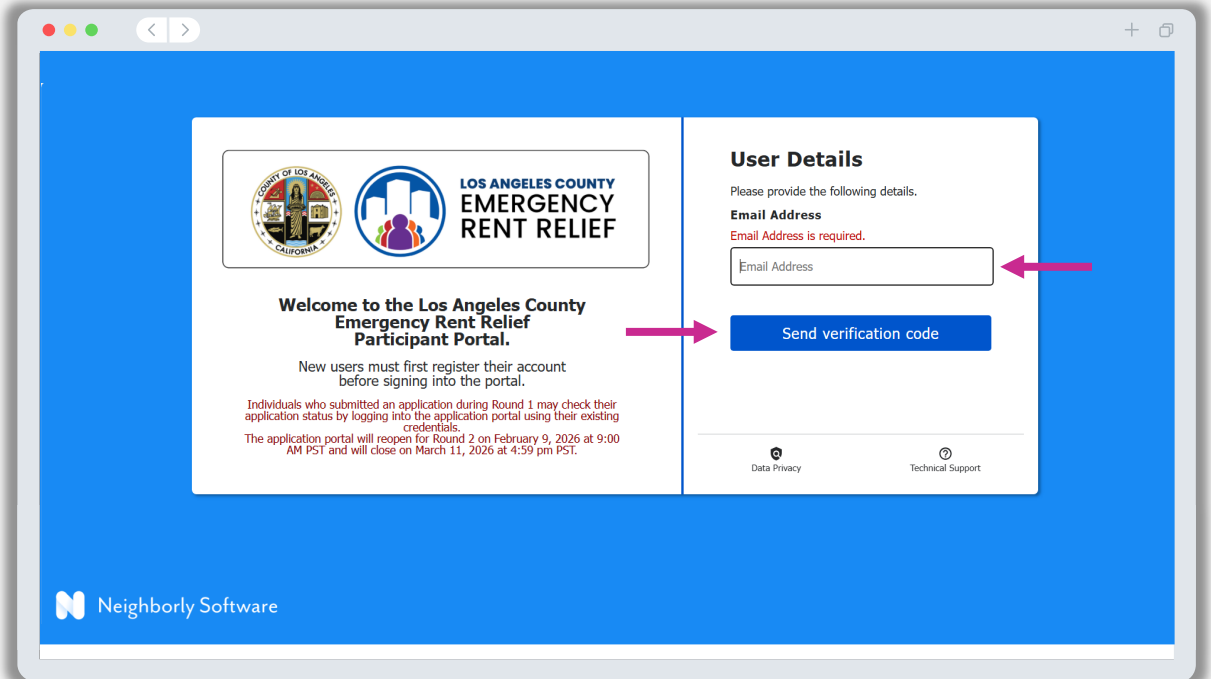 COUNTY OF LOS ANGELES
CALIFORNIA
LOS ANGELES COUNTY
EMERGENCY
RENT RELIEF
Welcome to the Los Angeles County
Emergency Rent Relief
Participant Portal.
New users must first register their account
before signing into the portal.
Individuals who submitted an application during Round 1 may check their
application status by logging into the application portal using their existing
credentials.
The application portal will reopen for Round 2 on February 9, 2026 at 9:00
AM PST and will close on March 11, 2026 at 4:59 pm PST.
User Details
Please provide the following details.
Email Address
Email Address is required.
Email Address
Send verification code
Data Privacy
Technical Support
Neighborly Software